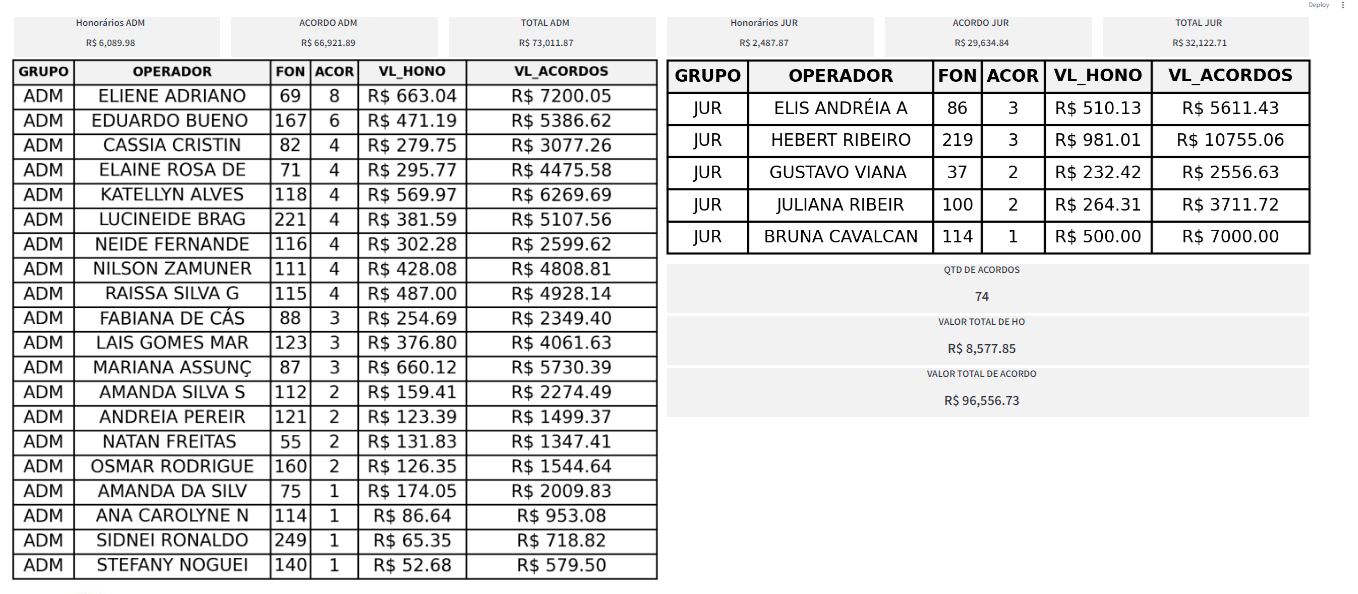 Deploy
Honorários ADM
R$ 6,089.98
ACORDO ADM
R$ 66,921.89
TOTAL ADM
R$ 73,011.87
GRUPO OPERADOR FON ACOR VL_HONO VL_ACORDOS
ADM ELIENE ADRIANO 69 8 R$ 663.04 R$ 7200.05
ADM EDUARDO BUENO 167 6 R$ 471.19 R$ 5386.62
ADM CASSIA CRISTIN 82 4 R$ 279.75 R$ 3077.26
ADM ELAINE ROSA DE 71 4 R$ 295.77 R$ 4475.58
ADM KATELLYN ALVES 118 4 R$ 569.97 R$ 6269.69
ADM LUCINEIDE BRAG 221 4 R$ 381.59 R$ 5107.56
ADM NEIDE FERNANDE 116 4 R$ 302.28 R$ 2599.62
ADM NILSON ZAMUNER 111 4 R$ 428.08 R$ 4808.81
ADM RAISSA SILVA G 115 4 R$ 487.00 R$ 4928.14
ADM FABIANA DE CÁS 88 3 R$ 254.69 R$ 2349.40
ADM LAIS GOMES MAR 123 3 R$ 376.80 R$ 4061.63
ADM MARIANA ASSUNÇ 87 3 R$ 660.12 R$ 5730.39
ADM AMANDA SILVA S 112 2 R$ 159.41 R$ 2274.49
ADM ANDREIA PEREIR 121 2 R$ 123.39 R$ 1499.37
ADM NATAN FREITAS 55 2 R$ 131.83 R$ 1347.41
ADM OSMAR RODRIGUE 160 2 R$ 126.35 R$ 1544.64
ADM AMANDA DA SILV 75 1 R$ 174.05 R$ 2009.83
ADM ANA CAROLYNE N 114 1 R$ 86.64 R$ 953.08
ADM SIDNEI RONALDO 249 1 R$ 65.35 R$ 718.82
ADM STEFANY NOGUEI 140 1 R$ 52.68 R$ 579.50
Honorários JUR
R$ 2,487.87
ACORDO JUR
R$ 29,634.84
TOTAL JUR
R$ 32,122.71
GRUPO OPERADOR FON ACOR VL_HONO VL_ACORDOS
JUR ELIS ANDRÉIA A 86 3 R$ 510.13 R$ 5611.43
JUR HEBERT RIBEIRO 219 3 R$ 981.01 R$ 10755.06
JUR GUSTAVO VIANA 37 2 R$ 232.42 R$ 2556.63
JUR JULIANA RIBEIR 100 2 R$ 264.31 R$ 3711.72
JUR BRUNA CAVALCAN 114 1 R$ 500.00 R$ 7000.00
QTD DE ACORDOS
74
VALOR TOTAL DE HO
R$ 8,577.85
VALOR TOTAL DE ACORDO
R$ 96,556.73